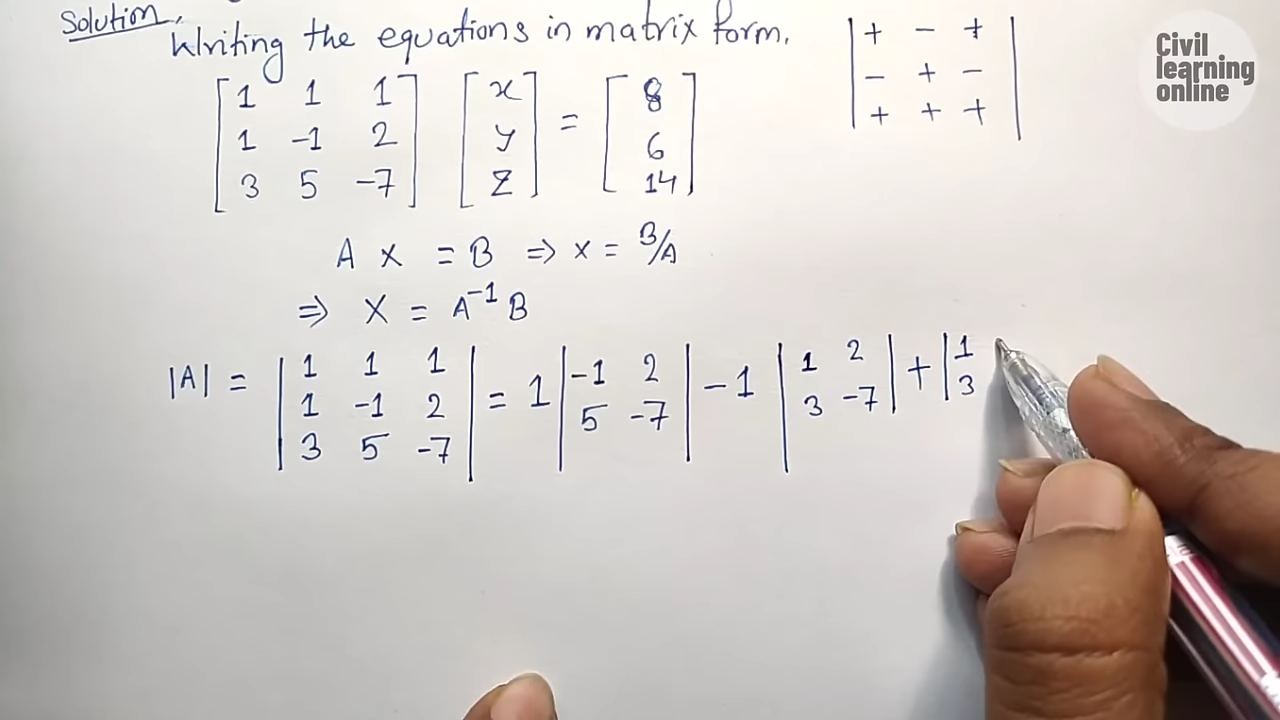 Solution,
Writing the equations in matrix form.
[1 1 1] [x] = [8]
[1 -1 2] [y] [6]
[3 5 -7] [z] [14]
|+ - +|
|- + -|
|+ + +|
Civil
learning
online
A X = B ⇒ x = B/A
⇒ X = A⁻¹ B
|A| = |1 1 1| = 1 |-1 2| - 1 |1 2| + |1
|1 -1 2| |5 -7| |3 -7| |3
|3 5 -7|